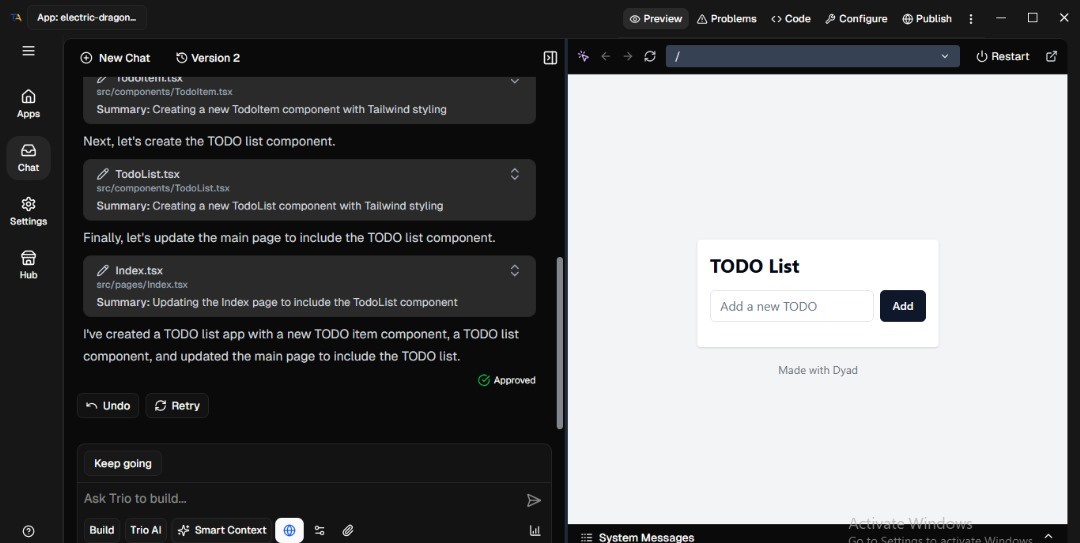 TA App: electric-dragon...
Preview Problems Code Configure Publish
New Chat Version 2
/ Restart
Apps
Chat
Settings
Hub
TodoItem.tsx
src/components/TodoItem.tsx
Summary: Creating a new TodoItem component with Tailwind styling
Next, let's create the TODO list component.
TodoList.tsx
src/components/TodoList.tsx
Summary: Creating a new TodoList component with Tailwind styling
Finally, let's update the main page to include the TODO list component.
Index.tsx
src/pages/Index.tsx
Summary: Updating the Index page to include the TodoList component
I've created a TODO list app with a new TODO item component, a TODO list
component, and updated the main page to include the TODO list.
Approved
Undo Retry
Keep going
Ask Trio to build...
Build Trio AI Smart Context
TODO List
Add a new TODO Add
Made with Dyad
Activate Windows
Go to Settings to activate Windows.
System Messages